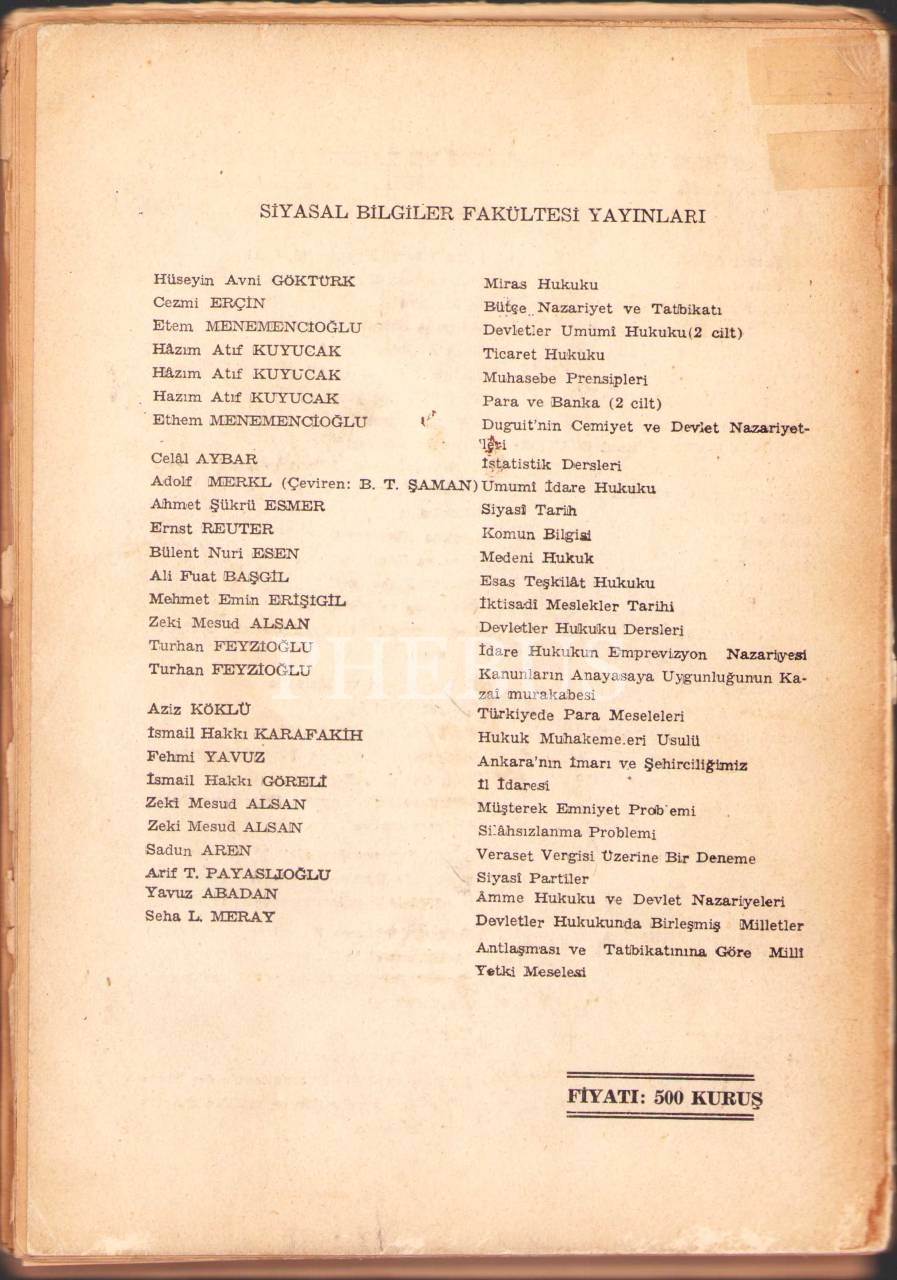 SİYASAL BİLGİLER FAKÜLTESİ YAYINLARI
Hüseyin Avni GÖKTÜRK Miras Hukuku
Cezmi ERÇİN Bütçe Nazariyet ve Tatbikatı
Etem MENEMENCİOĞLU Devletler Umumî Hukuku(2 cilt)
Hâzım Atıf KUYUCAK Ticaret Hukuku
Hâzım Atıf KUYUCAK Muhasebe Prensipleri
Hazım Atıf KUYUCAK Para ve Banka (2 cilt)
Ethem MENEMENCİOĞLU Duguit'nin Cemiyet ve Devlet Nazariyet-
leri
Celâl AYBAR İstatistik Dersleri
Adolf MERKL (Çeviren: B. T. ŞAMAN) Umumî İdare Hukuku
Ahmet Şükrü ESMER Siyasî Tarih
Ernst REUTER Komun Bilgisi
Bülent Nuri ESEN Medeni Hukuk
Ali Fuat BAŞGİL Esas Teşkilât Hukuku
Mehmet Emin ERİŞİGİL İktisadî Meslekler Tarihi
Zeki Mesud ALSAN Devletler Hukuku Dersleri
Turhan FEYZİOĞLU İdare Hukukun Emprevizyon Nazariyesi
Turhan FEYZİOĞLU Kanunların Anayasaya Uygunluğunun Ka-
zaî murakabesi
Aziz KÖKLÜ Türkiyede Para Meseleleri
İsmail Hakkı KARAFAKİH Hukuk Muhakemeleri Usulü
Fehmi YAVUZ Ankara'nın İmarı ve Şehirciliğimiz
İsmail Hakkı GÖRELİ İl İdaresi
Zeki Mesud ALSAN Müşterek Emniyet Problemi
Zeki Mesud ALSAN Silâhsızlanma Problemi
Sadun AREN Veraset Vergisi Üzerine Bir Deneme
Arif T. PAYASLIOĞLU Siyasî Partiler
Yavuz ABADAN Âmme Hukuku ve Devlet Nazariyeleri
Seha L. MERAY Devletler Hukukunda Birleşmiş Milletler
Antlaşması ve Tatbikatınına Göre Millî
Yetki Meselesi
FİYATI: 500 KURUŞ